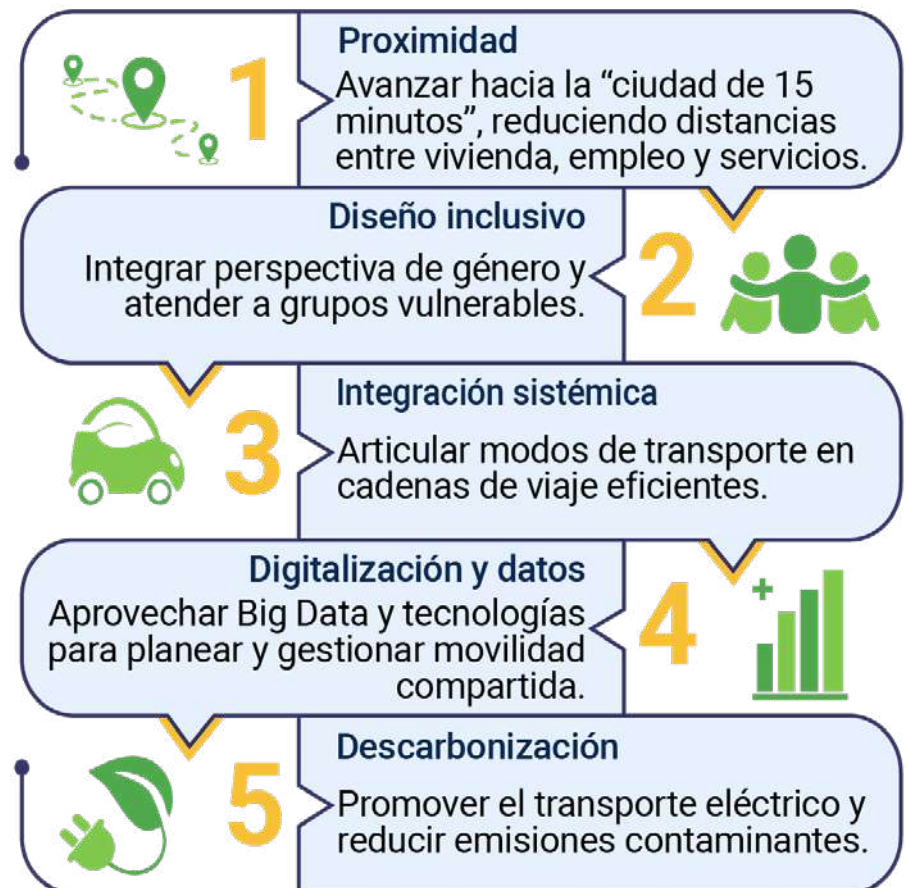 1
Proximidad
Avanzar hacia la “ciudad de 15
minutos”, reduciendo distancias
entre vivienda, empleo y servicios.
Diseño inclusivo
Integrar perspectiva de género y
atender a grupos vulnerables.
2
3
Integración sistémica
Articular modos de transporte en
cadenas de viaje eficientes.
Digitalización y datos
Aprovechar Big Data y tecnologías
para planear y gestionar movilidad
compartida.
4
5
Descarbonización
Promover el transporte eléctrico y
reducir emisiones contaminantes.